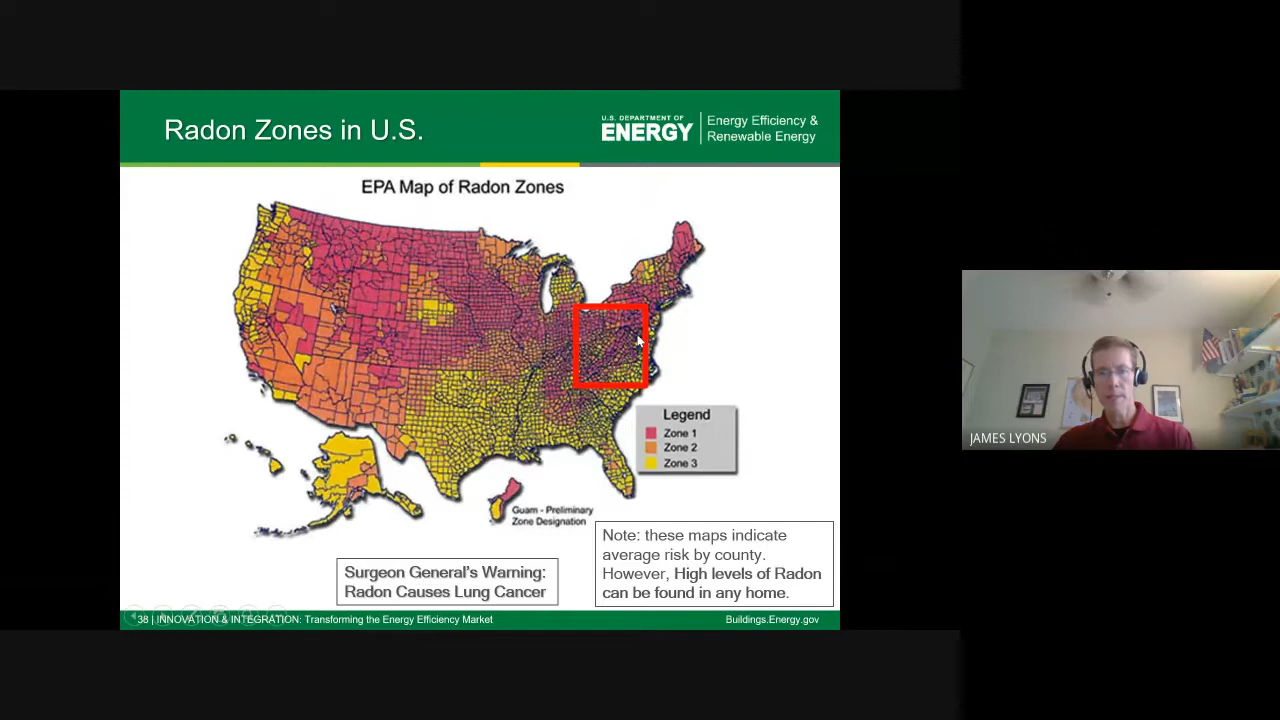 Radon Zones in U.S.
U.S. DEPARTMENT OF
ENERGY
Energy Efficiency &
Renewable Energy
EPA Map of Radon Zones
Legend
Zone 1
Zone 2
Zone 3
Guam - Preliminary
Zone Designation
Note: these maps indicate
average risk by county.
However, High levels of Radon
can be found in any home.
Surgeon General's Warning:
Radon Causes Lung Cancer
38 | INNOVATION & INTEGRATION: Transforming the Energy Efficiency Market
Buildings.Energy.gov
JAMES LYONS